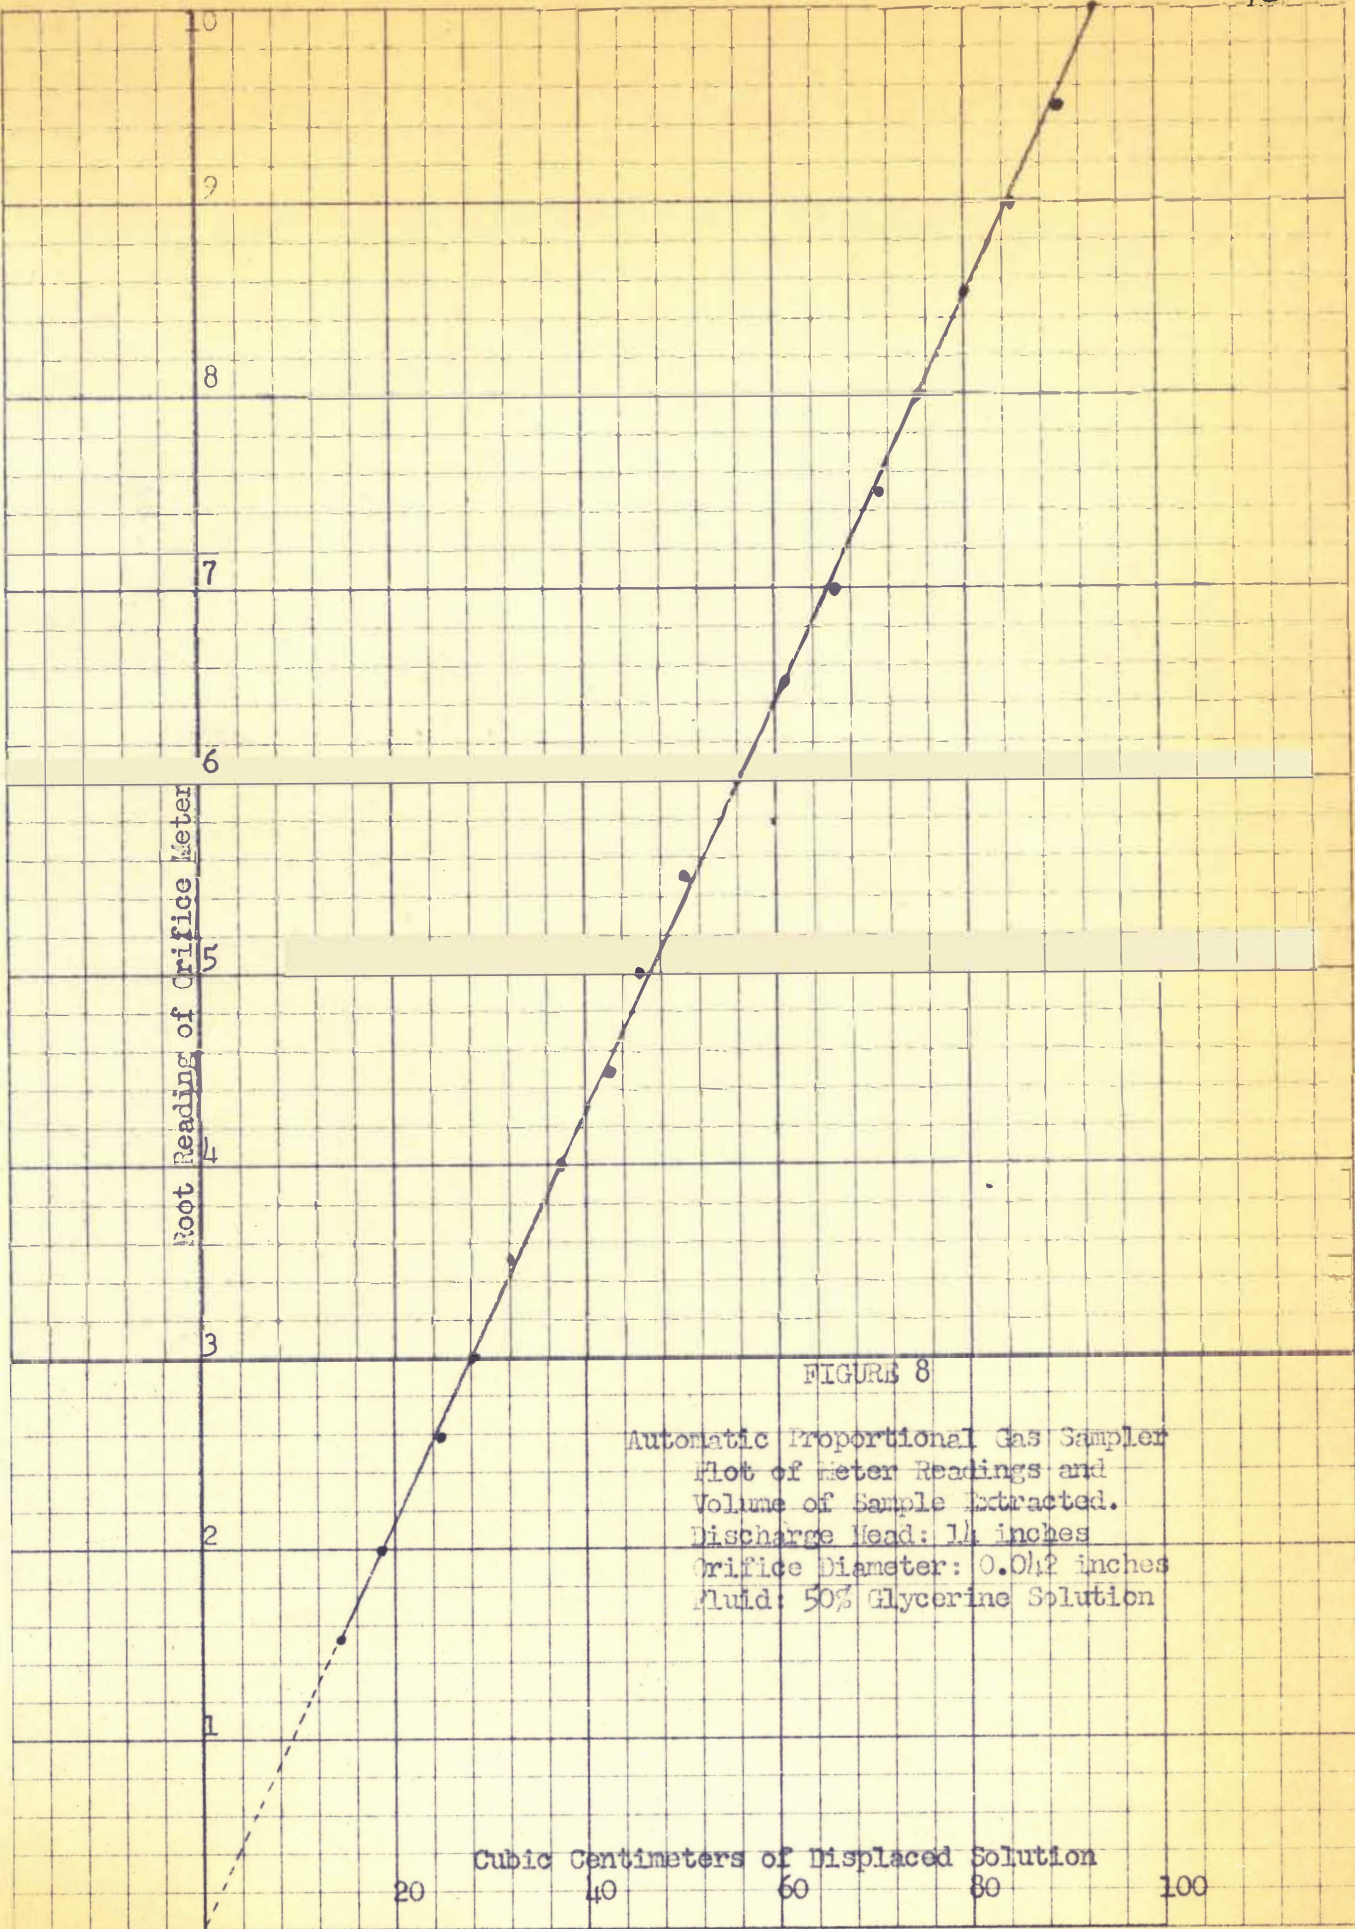 10
9
8
7
6
5
4
3
2
1
Root Reading of Orifice Meter
FIGURE 8
Automatic Proportional Gas Sampler
Plot of Meter Readings and
Volume of Sample Extracted.
Discharge Head: 14 inches
Orifice Diameter: 0.042 inches
Fluid: 50% Glycerine Solution
Cubic Centimeters of Displaced Solution
20 40 60 80 100